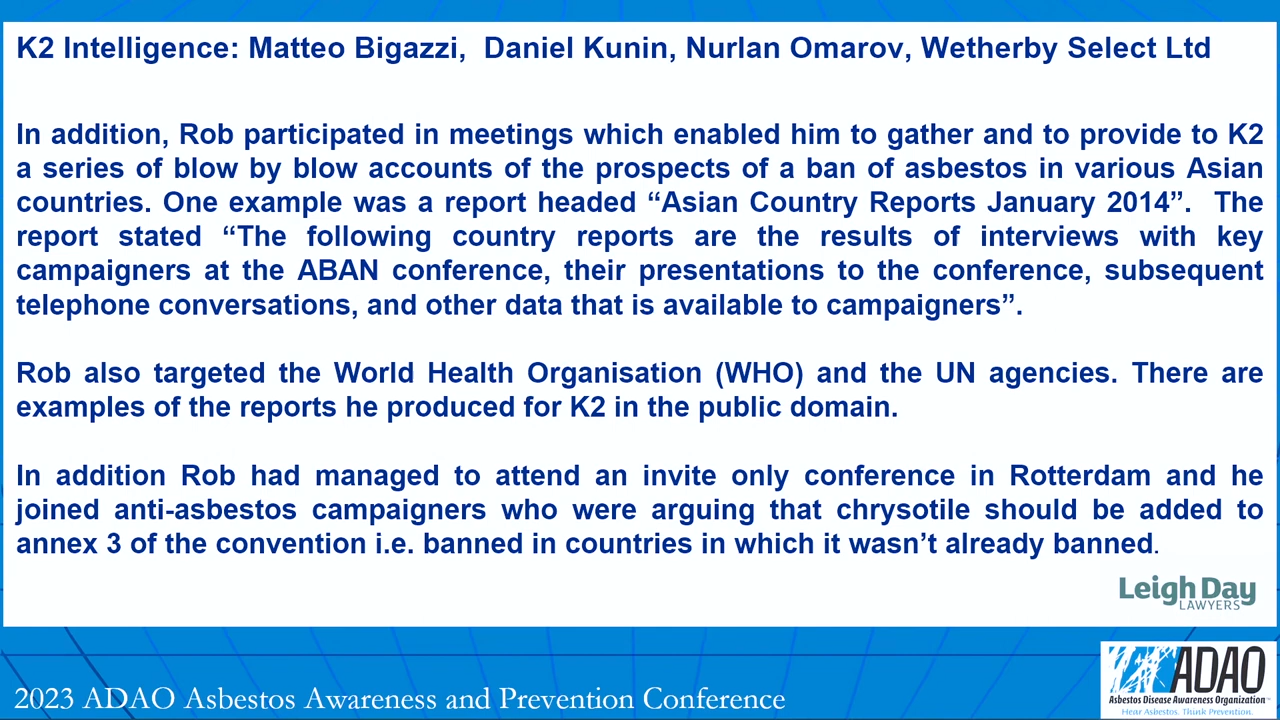 K2 Intelligence: Matteo Bigazzi,  Daniel Kunin, Nurlan Omarov, Wetherby Select Ltd
In addition, Rob participated in meetings which enabled him to gather and to provide to K2
a series of blow by blow accounts of the prospects of a ban of asbestos in various Asian
countries. One example was a report headed “Asian Country Reports January 2014”.  The
report stated “The following country reports are the results of interviews with key
campaigners at the ABAN conference, their presentations to the conference, subsequent
telephone conversations, and other data that is available to campaigners”.
Rob also targeted the World Health Organisation (WHO) and the UN agencies. There are
examples of the reports he produced for K2 in the public domain.
In addition Rob had managed to attend an invite only conference in Rotterdam and he
joined anti-asbestos campaigners who were arguing that chrysotile should be added to
annex 3 of the convention i.e. banned in countries in which it wasn’t already banned.
Leigh Day
LAWYERS
ADAO
Asbestos Disease Awareness Organization
Hear Asbestos. Think Prevention.
2023 ADAO Asbestos Awareness and Prevention Conference